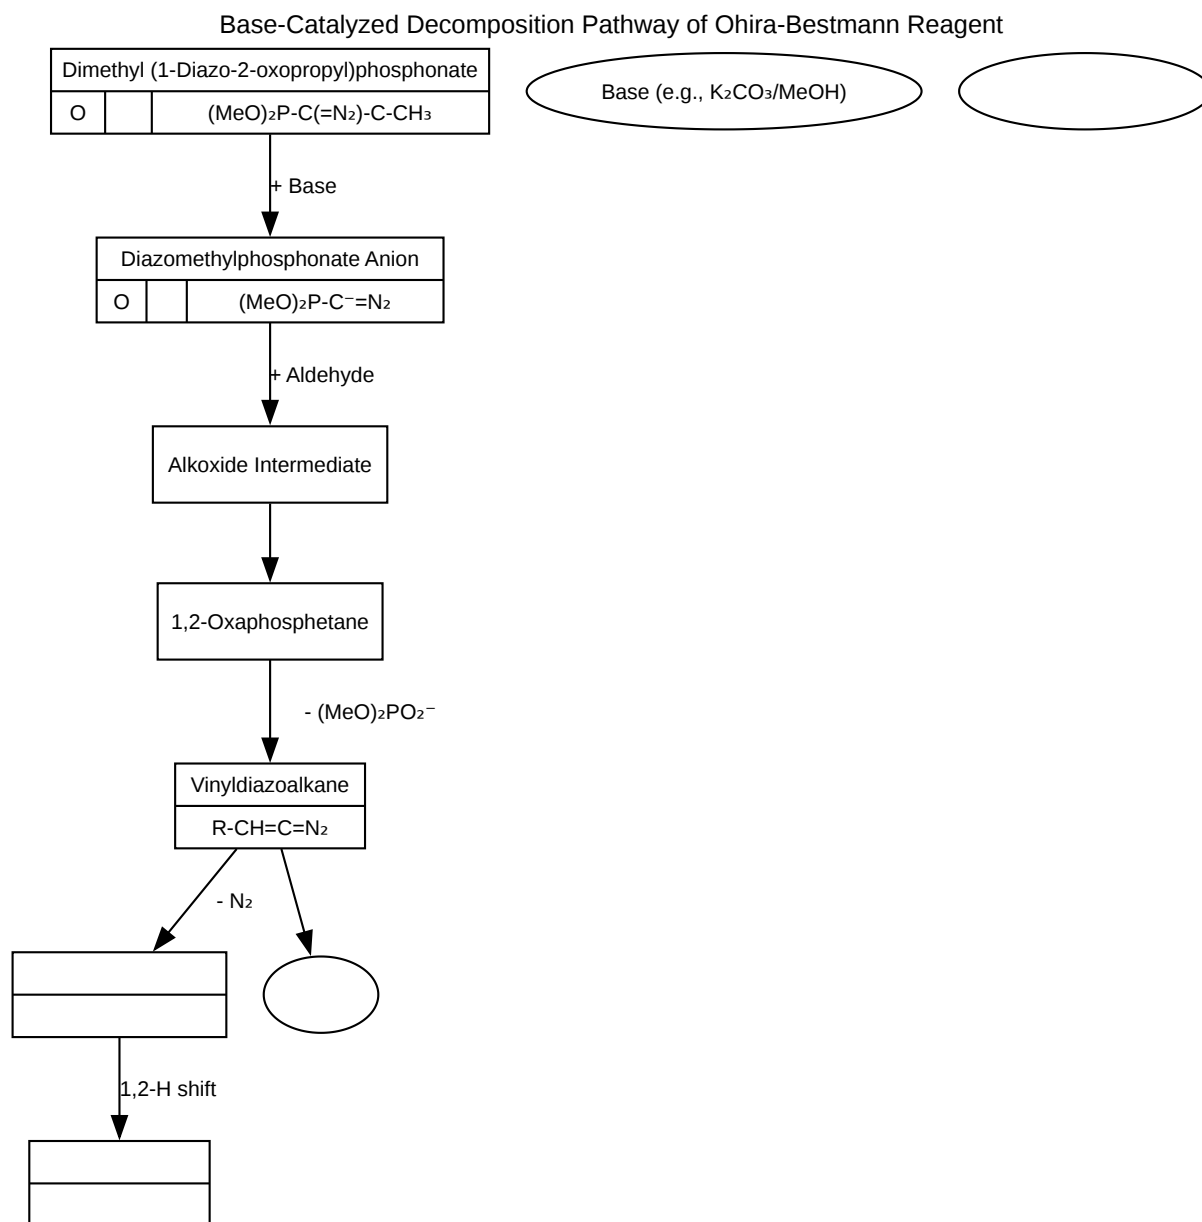 Base-Catalyzed Decomposition Pathway of Ohira-Bestmann Reagent
Dimethyl (1-Diazo-2-oxopropyl)phosphonate
O (MeO)₂P-C(=N₂)-C-CH₃
Base (e.g., K₂CO₃/MeOH)
+ Base
Diazomethylphosphonate Anion
O (MeO)₂P-C⁻=N₂
+ Aldehyde
Alkoxide Intermediate
1,2-Oxaphosphetane
- (MeO)₂PO₂⁻
Vinyldiazoalkane
R-CH=C=N₂
- N₂
1,2-H shift